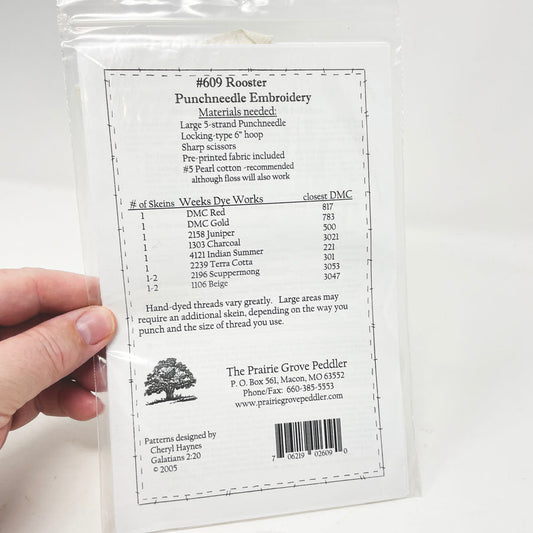 #609 Rooster
Punchneedle Embroidery
Materials needed:
Large 5-strand Punchneedle
Locking-type 6" hoop
Sharp scissors
Pre-printed fabric included
#5 Pearl cotton -recommended
although floss will also work
# of Skeins Weeks Dye Works closest DMC
1 DMC Red 817
1 DMC Gold 783
1 2158 Juniper 500
1 1303 Charcoal 3021
1 4121 Indian Summer 221
1 2239 Terra Cotta 301
1-2 2196 Scuppermong 3053
1-2 1106 Beige 3047
Hand-dyed threads vary greatly. Large areas may
require an additional skein, depending on the way you
punch and the size of thread you use.
The Prairie Grove Peddler
P. O. Box 561, Macon, MO 63552
Phone/Fax: 660-385-5553
www.prairiegrovepeddler.com
Patterns designed by
Cheryl Haynes
Galatians 2:20
© 2005
7 06219 02609 0